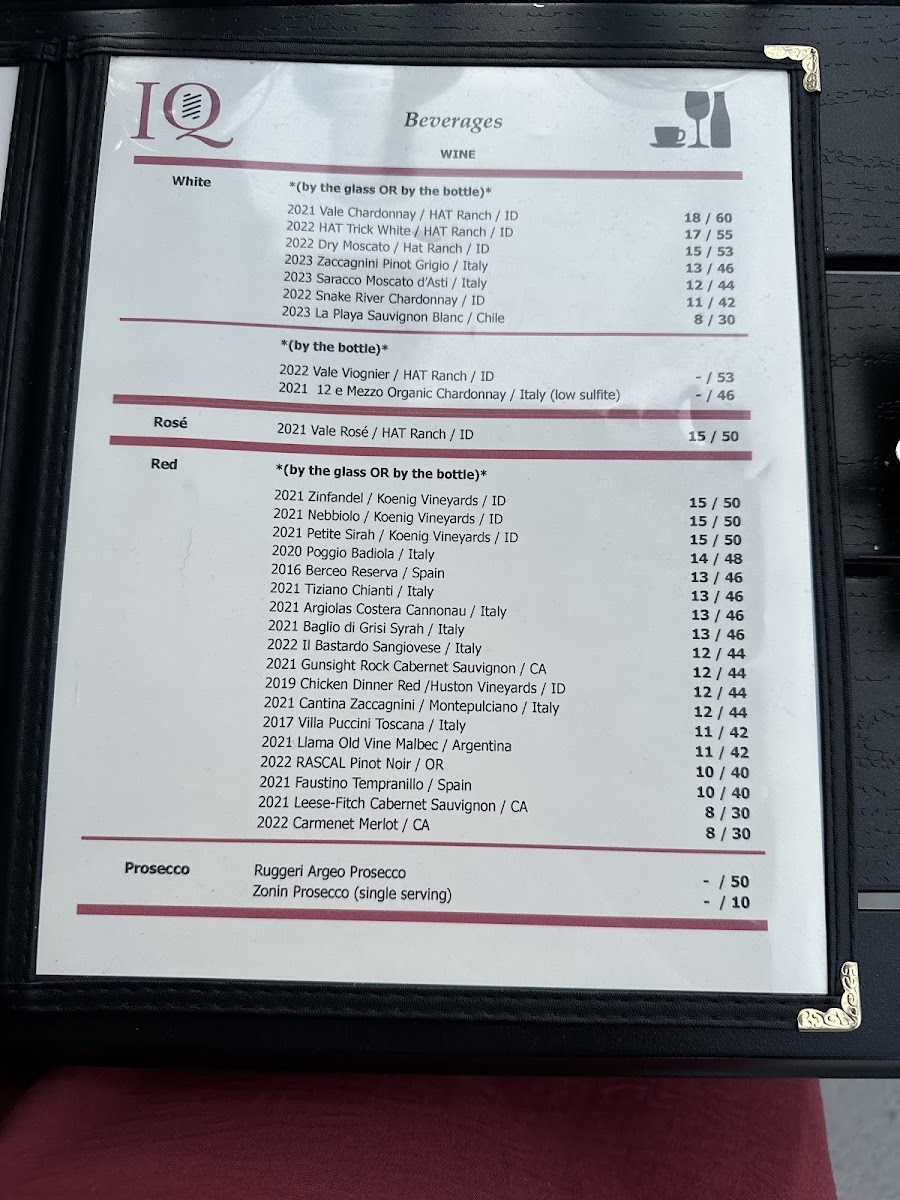 IQ
Beverages
WINE
White
*(by the glass OR by the bottle)*
2021 Vale Chardonnay / HAT Ranch / ID 18 / 60
2022 HAT Trick White / HAT Ranch / ID 17 / 55
2022 Dry Moscato / Hat Ranch / ID 15 / 53
2023 Zaccagnini Pinot Grigio / Italy 13 / 46
2023 Saracco Moscato d'Asti / Italy 12 / 44
2022 Snake River Chardonnay / ID 11 / 42
2023 La Playa Sauvignon Blanc / Chile 8 / 30
*(by the bottle)*
2022 Vale Viognier / HAT Ranch / ID - / 53
2021 12 e Mezzo Organic Chardonnay / Italy (low sulfite) - / 46
Rosé 2021 Vale Rosé / HAT Ranch / ID 15 / 50
Red
*(by the glass OR by the bottle)*
2021 Zinfandel / Koenig Vineyards / ID 15 / 50
2021 Nebbiolo / Koenig Vineyards / ID 15 / 50
2021 Petite Sirah / Koenig Vineyards / ID 15 / 50
2020 Poggio Badiola / Italy 14 / 48
2016 Berceo Reserva / Spain 13 / 46
2021 Tiziano Chianti / Italy 13 / 46
2021 Argiolas Costera Cannonau / Italy 13 / 46
2021 Baglio di Grisi Syrah / Italy 13 / 46
2022 Il Bastardo Sangiovese / Italy 12 / 44
2021 Gunsight Rock Cabernet Sauvignon / CA 12 / 44
2019 Chicken Dinner Red /Huston Vineyards / ID 12 / 44
2021 Cantina Zaccagnini / Montepulciano / Italy 12 / 44
2017 Villa Puccini Toscana / Italy 11 / 42
2021 Llama Old Vine Malbec / Argentina 11 / 42
2022 RASCAL Pinot Noir / OR 10 / 40
2021 Faustino Tempranillo / Spain 10 / 40
2021 Leese-Fitch Cabernet Sauvignon / CA 8 / 30
2022 Carmenet Merlot / CA 8 / 30
Prosecco Ruggeri Argeo Prosecco - / 50
Zonin Prosecco (single serving) - / 10